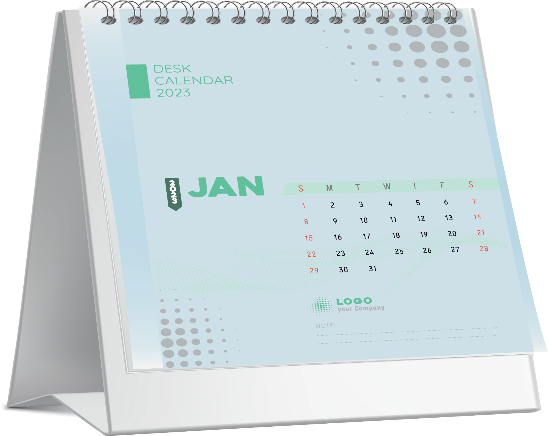 DESK
CALENDAR
2023
2023
JAN
S M T W T F S
1 2 3 4 5 6 7
8 9 10 11 12 13 14
15 16 17 18 19 20 21
22 23 24 25 26 27 28
29 30 31
LOGO
your Company
NOTE: